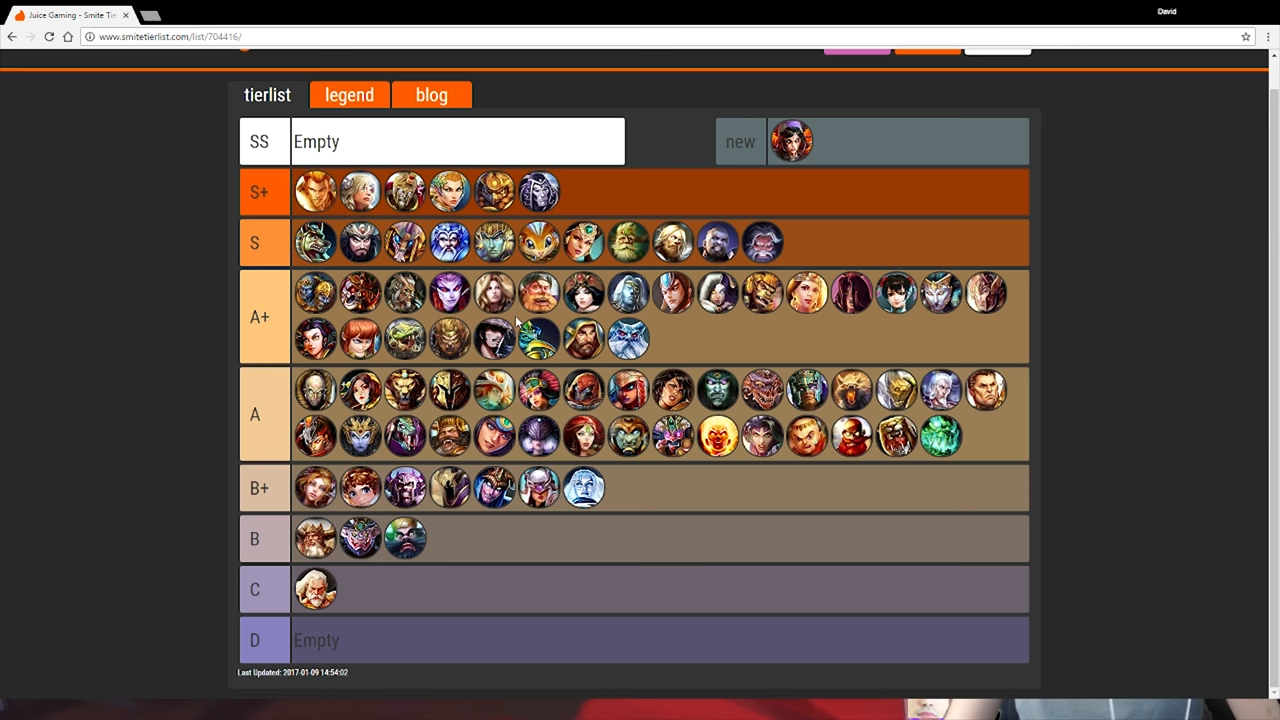 David
Juice Gaming - Smite Tie
www.smitetierlist.com/list/704416/
tierlist legend blog
SS Empty new
S+
S
A+
A
B+
B
C
D Empty
Last Updated: 2017-01-09 14:54:02